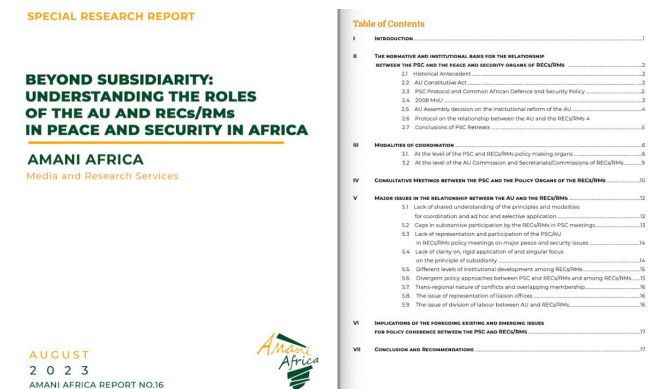 SPECIAL RESEARCH REPORT
BEYOND SUBSIDIARITY:
UNDERSTANDING THE ROLES
OF THE AU AND RECs/RMs
IN PEACE AND SECURITY IN AFRICA
AMANI AFRICA
Media and Research Services
AUGUST
2023
AMANI AFRICA REPORT NO.16
Amani
Africa
Table of Contents
I INTRODUCTION 1
II THE NORMATIVE AND INSTITUTIONAL BASIS FOR THE RELATIONSHIP
BETWEEN THE PSC AND THE PEACE AND SECURITY ORGANS OF RECs/RMs 2
2.1 Historical Antecedent 2
2.2 AU Constitutive Act 2
2.3 PSC Protocol and Common African Defence and Security Policy 2
2.4 2008 MoU 3
2.5 AU Assembly decision on the institutional reform of the AU 4
2.6 Protocol on the relationship between the AU and the RECs/RMs 4
2.7 Conclusions of PSC Retreats 5
III MODALITIES OF COORDINATION 6
3.1. At the level of the PSC and RECs/RMs policy making organs 6
3.2 At the level of the AU Commission and Secretariats/Commissions of RECs/RMs 9
IV CONSULTATIVE MEETINGS BETWEEN THE PSC AND THE POLICY ORGANS OF THE RECs/RMs 10
V MAJOR ISSUES IN THE RELATIONSHIP BETWEEN THE AU AND THE RECs/RMs 12
5.1 Lack of shared understanding of the principles and modalities
for coordination and ad hoc and selective application 12
5.2 Gaps in substantive participation by the RECs/RMs in PSC meetings 13
5.3 Lack of representation and participation of the PSC/AU
in RECs/RMs policy meetings on major peace and security issues 14
5.4 Lack of clarity on, rigid application of and singular focus
on the principle of subsidiarity 14
5.5. Different levels of institutional development among RECs/RMs 15
5.6. Divergent policy approaches between PSC and RECs/RMs and among RECs/RMs 15
5.7. Trans-regional nature of conflicts and overlapping membership 16
5.8. The issue of representation of liaison offices 16
5.9. The issue of division of labour between AU and RECs/RMs 16
VI IMPLICATIONS OF THE FOREGOING EXISTING AND EMERGING ISSUES
FOR POLICY COHERENCE BETWEEN THE PSC AND RECs/RMs 17
VII CONCLUSION AND RECOMMENDATIONS 17